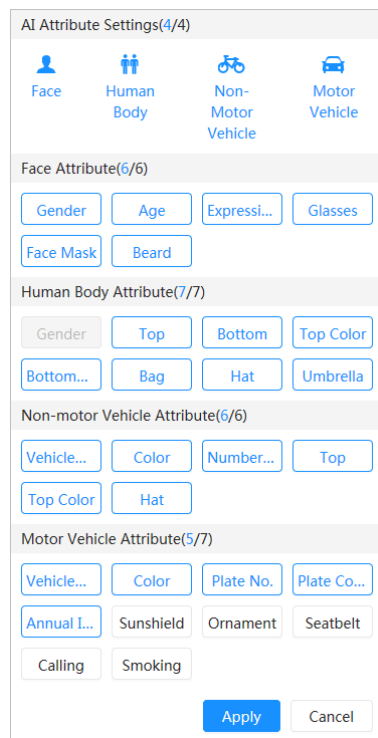 AI Attribute Settings(4/4)
Face Human Non- Motor
Body Motor Vehicle
Vehicle
Face Attribute(6/6)
Gender Age Expressi... Glasses
Face Mask Beard
Human Body Attribute(7/7)
Gender Top Bottom Top Color
Bottom... Bag Hat Umbrella
Non-motor Vehicle Attribute(6/6)
Vehicle... Color Number... Top
Top Color Hat
Motor Vehicle Attribute(5/7)
Vehicle... Color Plate No. Plate Co...
Annual I... Sunshield Ornament Seatbelt
Calling Smoking
Apply Cancel